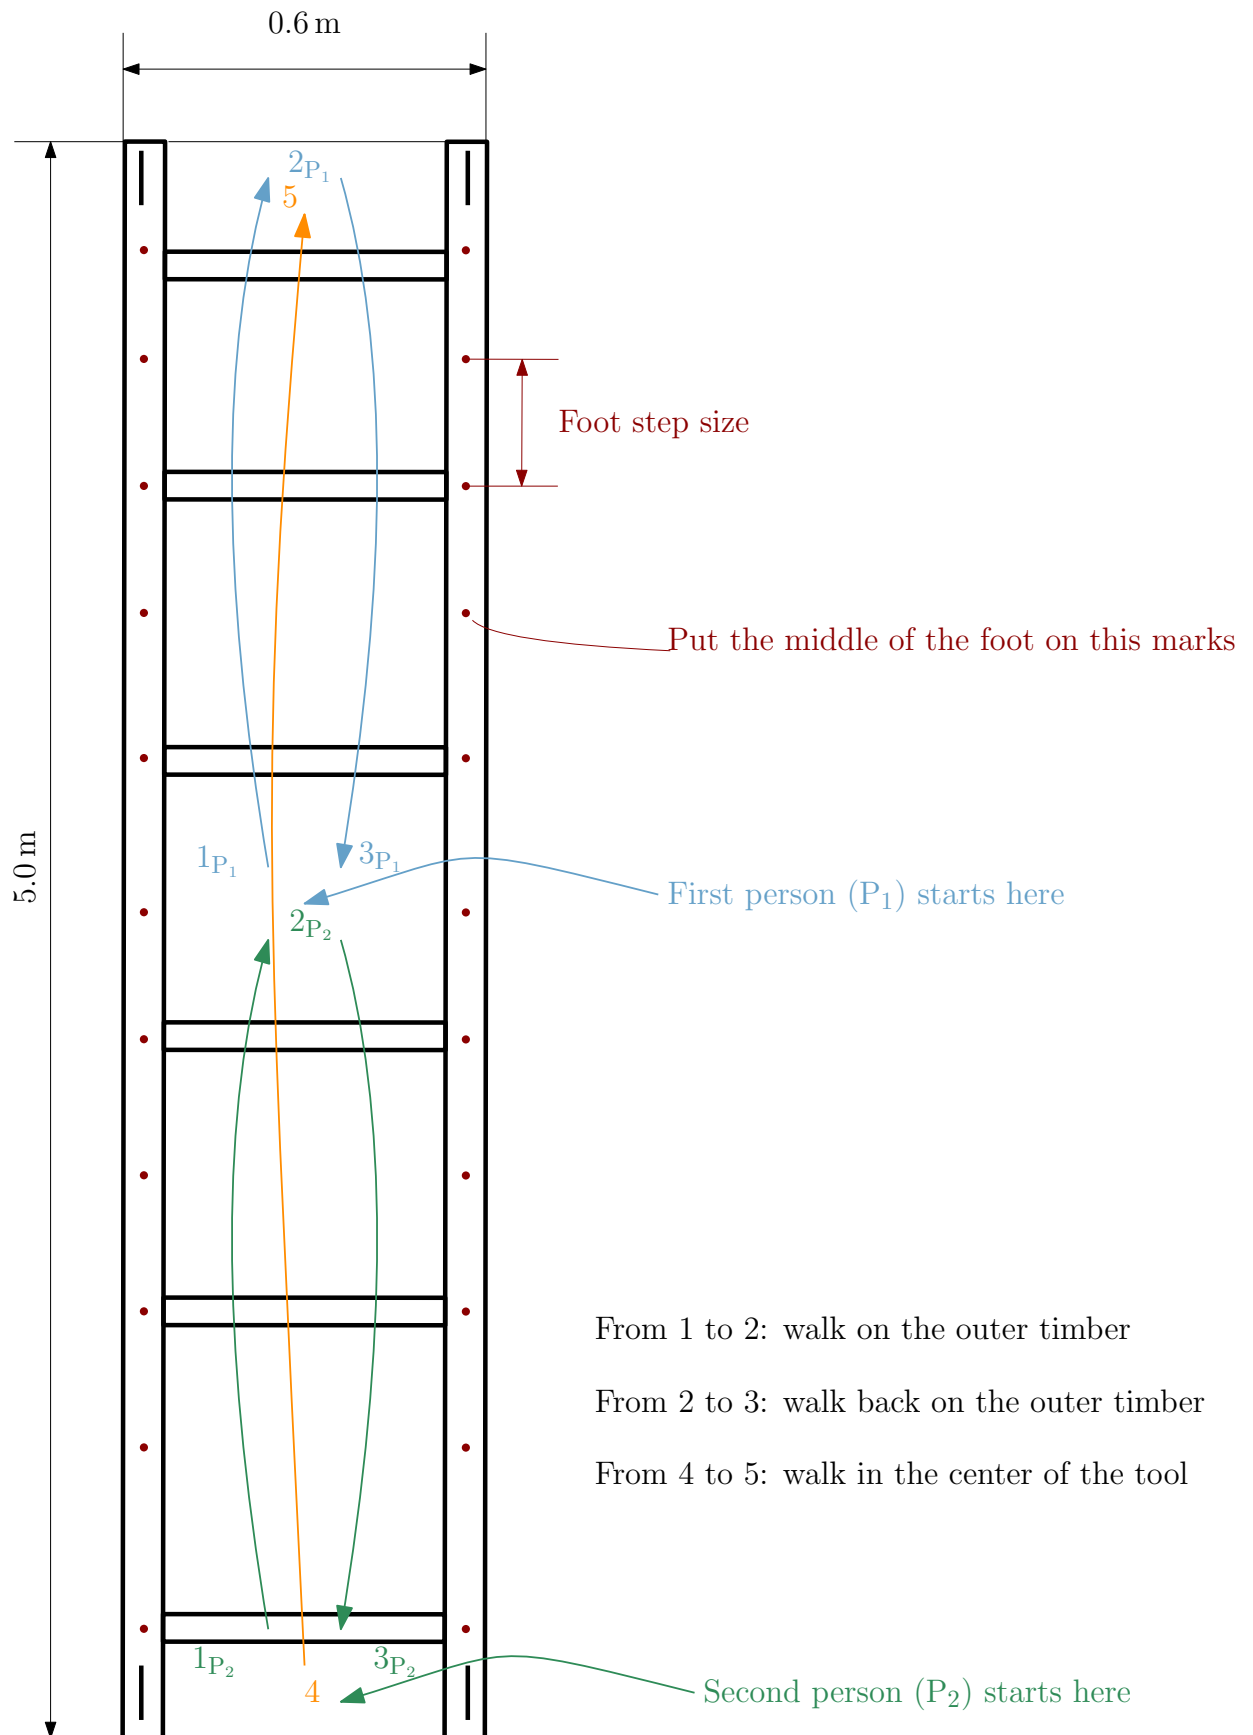 0.6 m
2P₁
5
Foot step size
Put the middle of the foot on this marks
5.0 m
1P₁
3P₁
First person (P₁) starts here
2P₂
From 1 to 2: walk on the outer timber
From 2 to 3: walk back on the outer timber
From 4 to 5: walk in the center of the tool
1P₂
3P₂
4
Second person (P₂) starts here